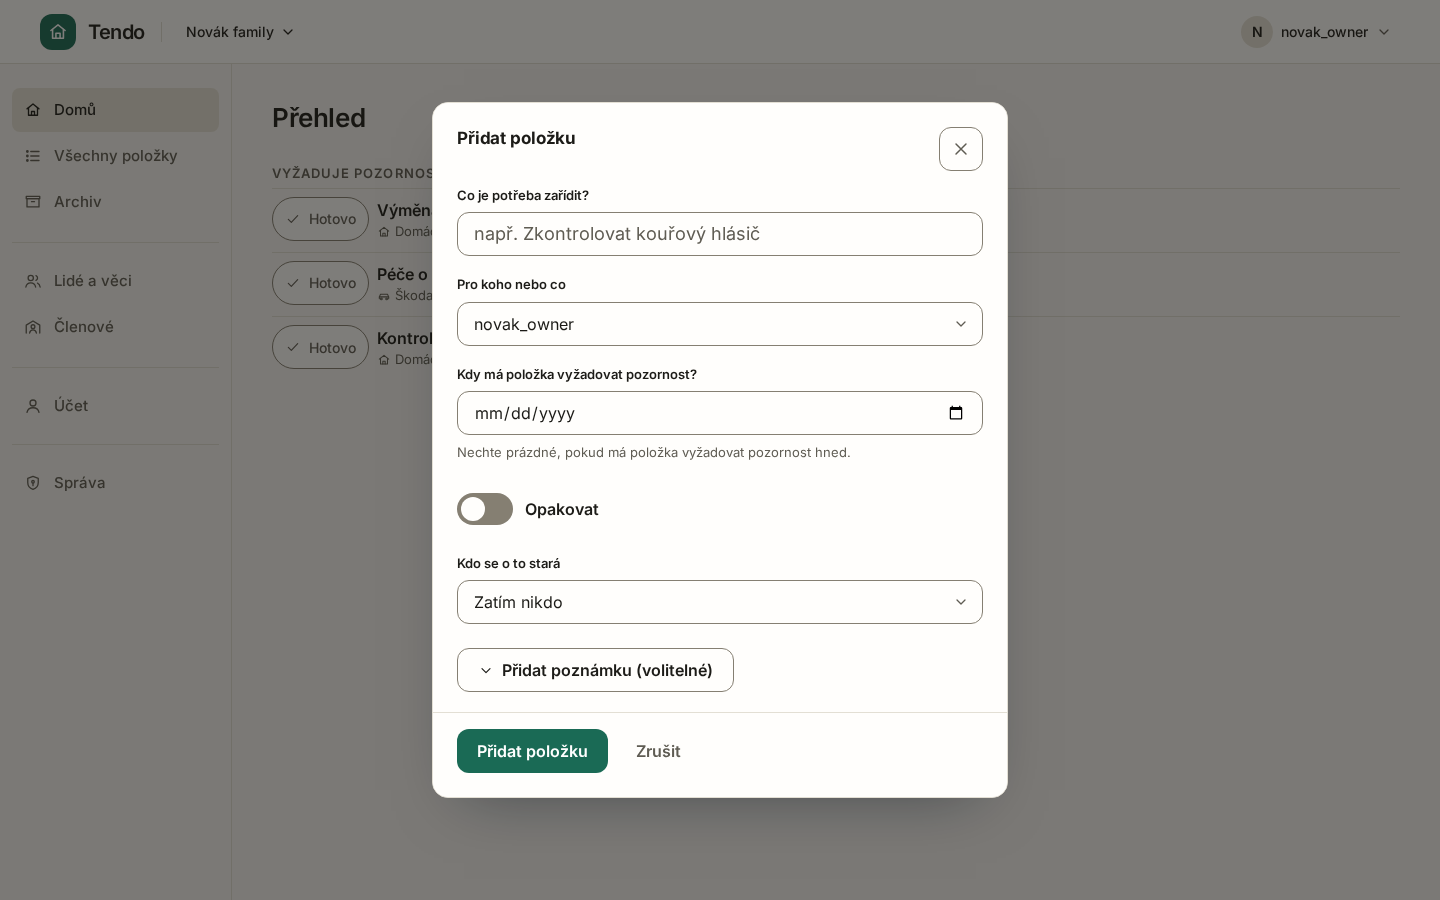 Tendo
Novák family
N
novak_owner
Domů
Všechny položky
Archiv
Lidé a věci
Členové
Účet
Správa
Přehled
VYŽADUJE POZORNOS
Hotovo
Výměn
Domác
Hotovo
Péče o
Škoda
Hotovo
Kontrol
Domác
Přidat položku
Co je potřeba zařídit?
např. Zkontrolovat kouřový hlásič
Pro koho nebo co
novak_owner
Kdy má položka vyžadovat pozornost?
mm/dd/yyyy
Nechte prázdné, pokud má položka vyžadovat pozornost hned.
Opakovat
Kdo se o to stará
Zatím nikdo
Přidat poznámku (volitelné)
Přidat položku
Zrušit